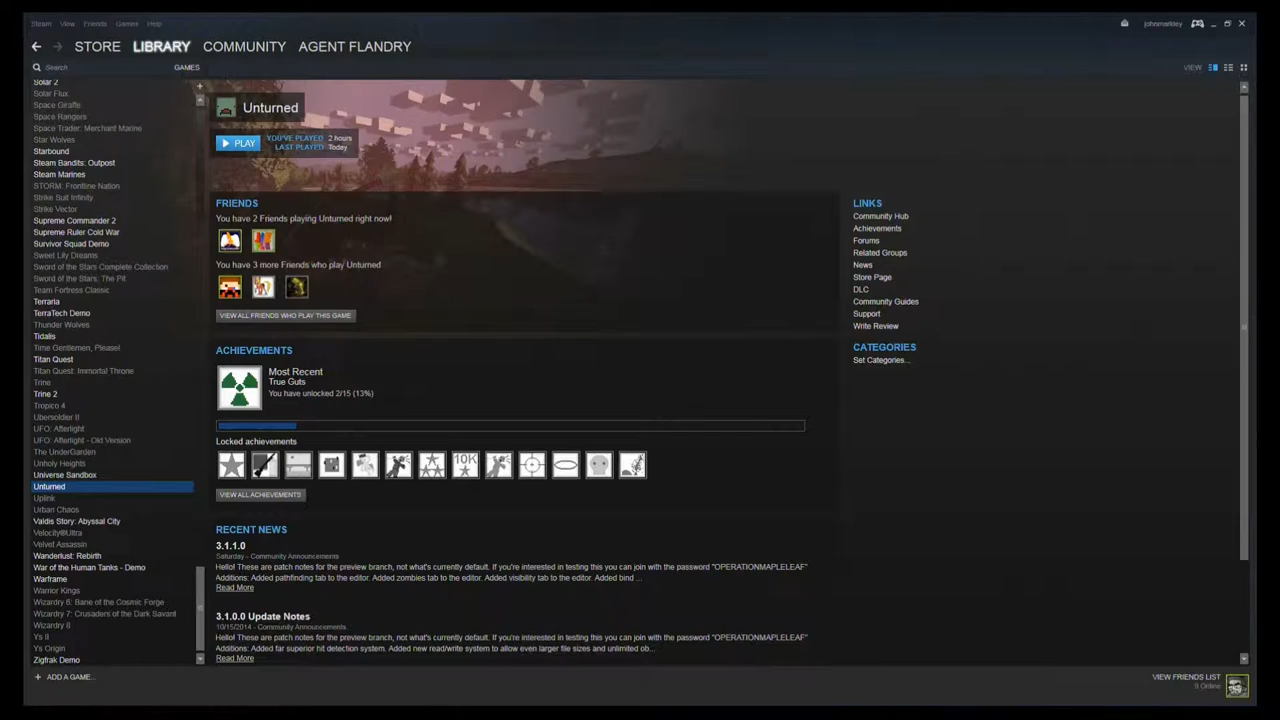 Steam View Friends Games Help
johnmarkley
STORE LIBRARY COMMUNITY AGENT FLANDRY
Search GAMES
VIEW
Solar 2
Solar Flux
Space Giraffe
Space Rangers
Space Trader: Merchant Marine
Star Wolves
Starbound
Steam Bandits: Outpost
Steam Marines
STORM: Frontline Nation
Strike Suit Infinity
Strike Vector
Supreme Commander 2
Supreme Ruler Cold War
Survivor Squad Demo
Sweet Lily Dreams
Sword of the Stars Complete Collection
Sword of the Stars: The Pit
Team Fortress Classic
Terraria
TerraTech Demo
Thunder Wolves
Tidalis
Time Gentlemen, Please!
Titan Quest
Titan Quest: Immortal Throne
Trine
Trine 2
Tropico 4
Ubersoldier II
UFO: Afterlight
UFO: Afterlight - Old Version
The UnderGarden
Unholy Heights
Universe Sandbox
Unturned
Uplink
Urban Chaos
Valdis Story: Abyssal City
Velocity®Ultra
Velvet Assassin
Wanderlust: Rebirth
War of the Human Tanks - Demo
Warframe
Warrior Kings
Wizardry 6: Bane of the Cosmic Forge
Wizardry 7: Crusaders of the Dark Savant
Wizardry 8
Ys II
Ys Origin
Zigfrak Demo
+ ADD A GAME...
Unturned
PLAY
YOU'VE PLAYED 2 hours
LAST PLAYED Today
FRIENDS
You have 2 Friends playing Unturned right now!
You have 3 more Friends who play Unturned
VIEW ALL FRIENDS WHO PLAY THIS GAME
ACHIEVEMENTS
Most Recent
True Guts
You have unlocked 2/15 (13%)
Locked achievements
10K
VIEW ALL ACHIEVEMENTS
RECENT NEWS
3.1.1.0
Saturday - Community Announcements
Hello! These are patch notes for the preview branch, not what's currently default. If you're interested in testing this you can join with the password "OPERATIONMAPLELEAF"
Additions: Added pathfinding tab to the editor. Added zombies tab to the editor. Added visibility tab to the editor. Added bind ...
Read More
3.1.0.0 Update Notes
10/15/2014 - Community Announcements
Hello! These are patch notes for the preview branch, not what's currently default. If you're interested in testing this you can join with the password "OPERATIONMAPLELEAF"
Additions: Added far superior hit detection system. Added new read/write system to allow even larger file sizes and unlimited ob...
Read More
LINKS
Community Hub
Achievements
Forums
Related Groups
News
Store Page
DLC
Community Guides
Support
Write Review
CATEGORIES
Set Categories...
VIEW FRIENDS LIST
9 Online